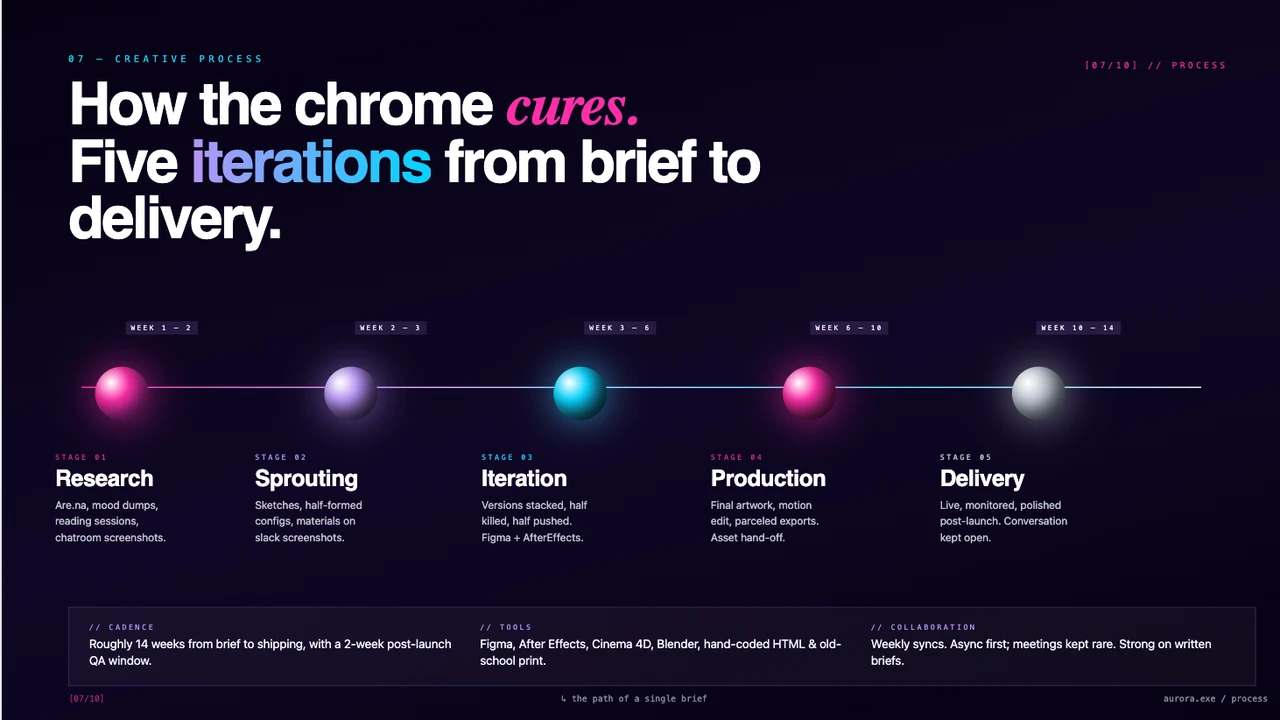 07 — CREATIVE PROCESS
[07/10] // PROCESS
How the chrome cures.
Five iterations from brief to
delivery.
WEEK 1 — 2
WEEK 2 — 3
WEEK 3 — 6
WEEK 6 — 10
WEEK 10 — 14
STAGE 01
Research
Are.na, mood dumps,
reading sessions,
chatroom screenshots.
STAGE 02
Sprouting
Sketches, half-formed
configs, materials on
slack screenshots.
STAGE 03
Iteration
Versions stacked, half
killed, half pushed.
Figma + AfterEffects.
STAGE 04
Production
Final artwork, motion
edit, parceled exports.
Asset hand-off.
STAGE 05
Delivery
Live, monitored, polished
post-launch. Conversation
kept open.
// CADENCE
Roughly 14 weeks from brief to shipping, with a 2-week post-launch
QA window.
// TOOLS
Figma, After Effects, Cinema 4D, Blender, hand-coded HTML & old-
school print.
// COLLABORATION
Weekly syncs. Async first; meetings kept rare. Strong on written
briefs.
[07/10]
↳ the path of a single brief
aurora.exe / process